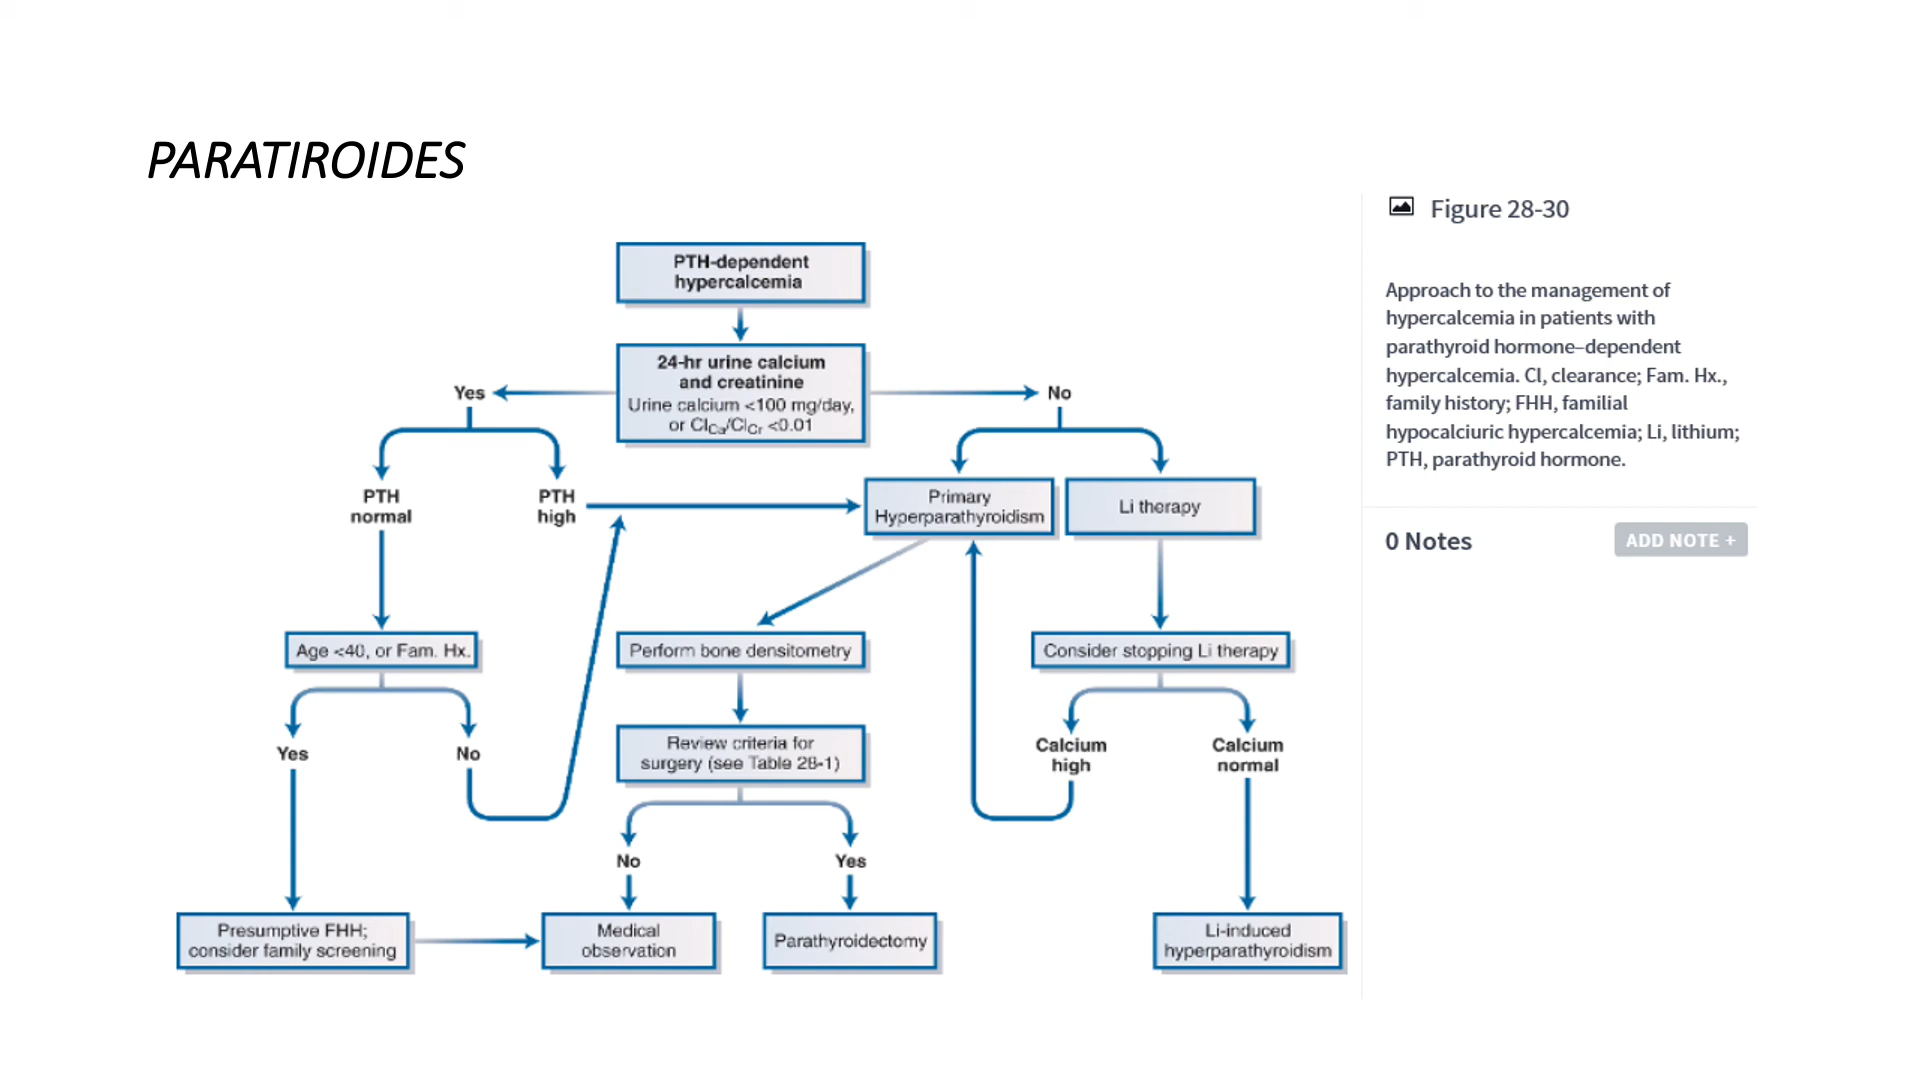 PARATIROIDES
PTH-dependent
hypercalcemia
24-hr urine calcium
and creatinine
Urine calcium <100 mg/day,
or ClCa/ClCr <0.01
Yes
No
PTH
normal
PTH
high
Primary
Hyperparathyroidism
Li therapy
Age <40, or Fam. Hx.
Perform bone densitometry
Consider stopping Li therapy
Yes
No
Review criteria for
surgery (see Table 28-1)
Calcium
high
Calcium
normal
No
Yes
Presumptive FHH;
consider family screening
Medical
observation
Parathyroidectomy
Li-induced
hyperparathyroidism
Figure 28-30
Approach to the management of
hypercalcemia in patients with
parathyroid hormone–dependent
hypercalcemia. Cl, clearance; Fam. Hx.,
family history; FHH, familial
hypocalciuric hypercalcemia; Li, lithium;
PTH, parathyroid hormone.
0 Notes
ADD NOTE +